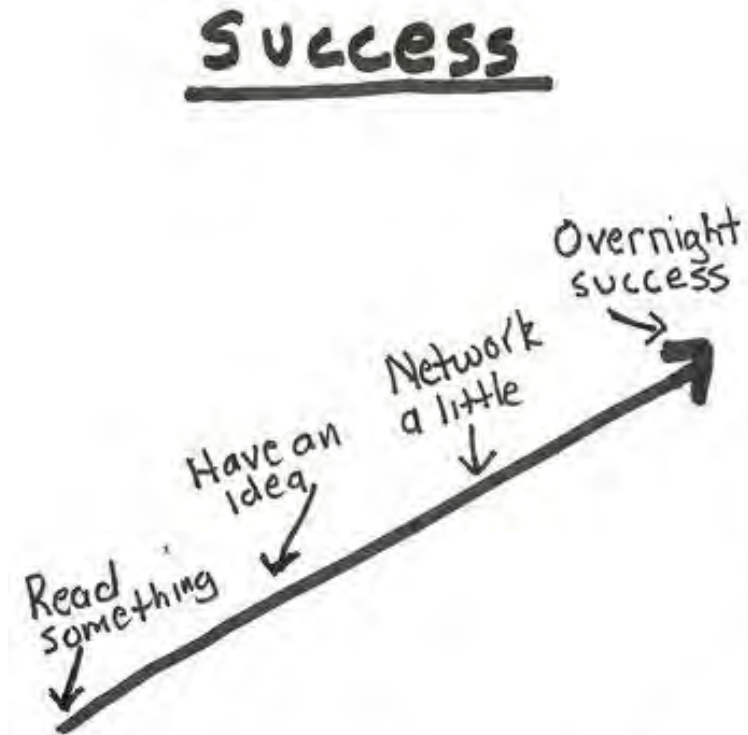 Success
Overnight
success
Network
a little
Have an
idea
Read
something